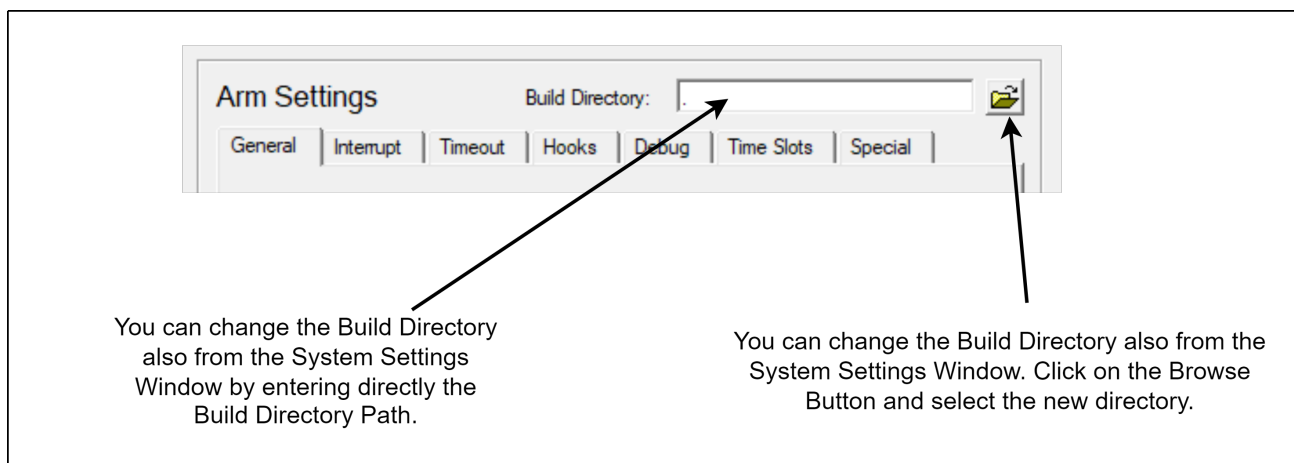 Arm Settings
Build Directory: .
General Interrupt Timeout Hooks Debug Time Slots Special
You can change the Build Directory
also from the System Settings
Window by entering directly the
Build Directory Path.
You can change the Build Directory also from the
System Settings Window. Click on the Browse
Button and select the new directory.